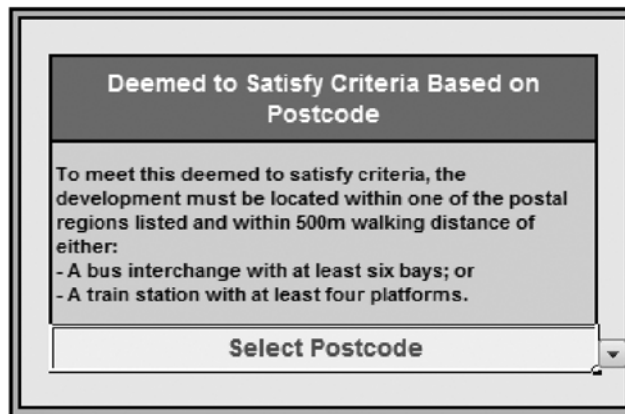 Deemed to Satisfy Criteria Based on
Postcode
To meet this deemed to satisfy criteria, the
development must be located within one of the postal
regions listed and within 500m walking distance of
either:
- A bus interchange with at least six bays; or
- A train station with at least four platforms.
Select Postcode